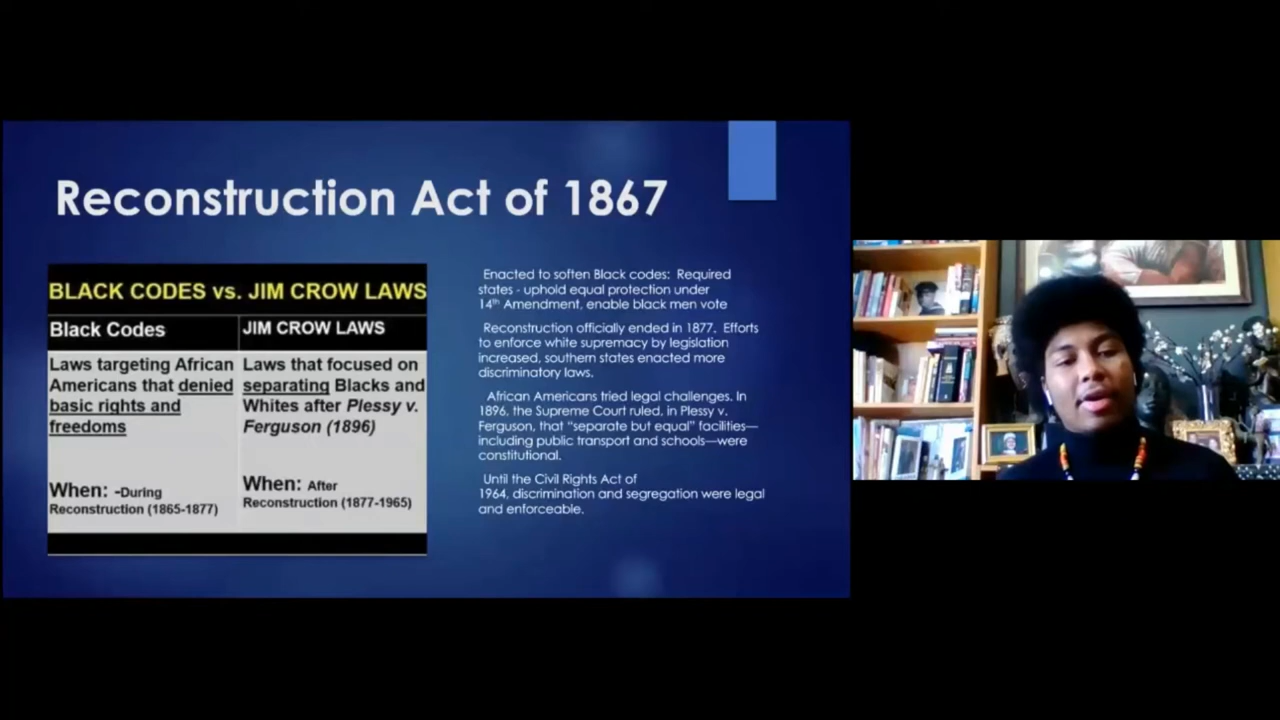 Reconstruction Act of 1867
BLACK CODES vs. JIM CROW LAWS
Black Codes
Laws targeting African
Americans that denied
basic rights and
freedoms
When: -During
Reconstruction (1865-1877)
JIM CROW LAWS
Laws that focused on
separating Blacks and
Whites after Plessy v.
Ferguson (1896)
When: After
Reconstruction (1877-1965)
Enacted to soften Black codes: Required
states - uphold equal protection under
14th Amendment, enable black men vote
Reconstruction officially ended in 1877. Efforts
to enforce white supremacy by legislation
increased, southern states enacted more
discriminatory laws.
African Americans tried legal challenges. In
1896, the Supreme Court ruled, in Plessy v.
Ferguson, that “separate but equal” facilities—
including public transport and schools—were
constitutional.
Until the Civil Rights Act of
1964, discrimination and segregation were legal
and enforceable.